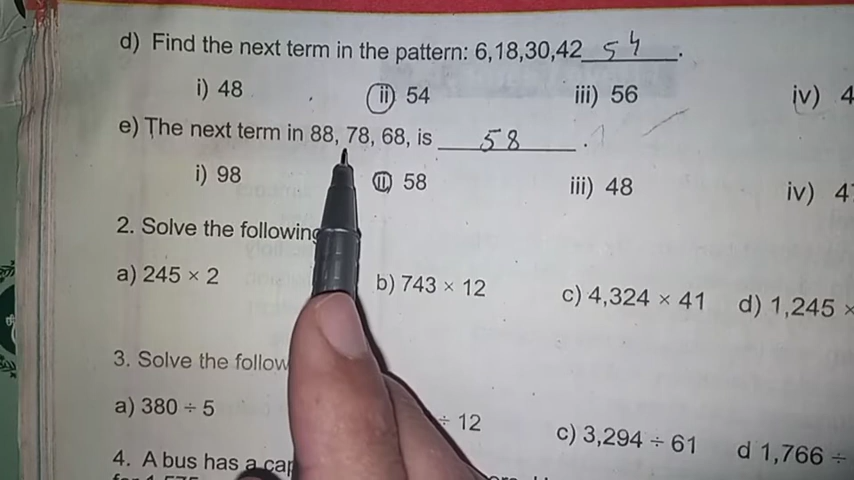 d) Find the next term in the pattern: 6,18,30,42 54.
i) 48 ii) 54 iii) 56 iv) 4
e) The next term in 88, 78, 68, is 58.
i) 98 ii) 58 iii) 48 iv) 4
2. Solve the following
a) 245 × 2 b) 743 × 12 c) 4,324 × 41 d) 1,245 ×
3. Solve the follow
a) 380 ÷ 5 ÷ 12 c) 3,294 ÷ 61 d 1,766 ÷
4. A bus has a cap